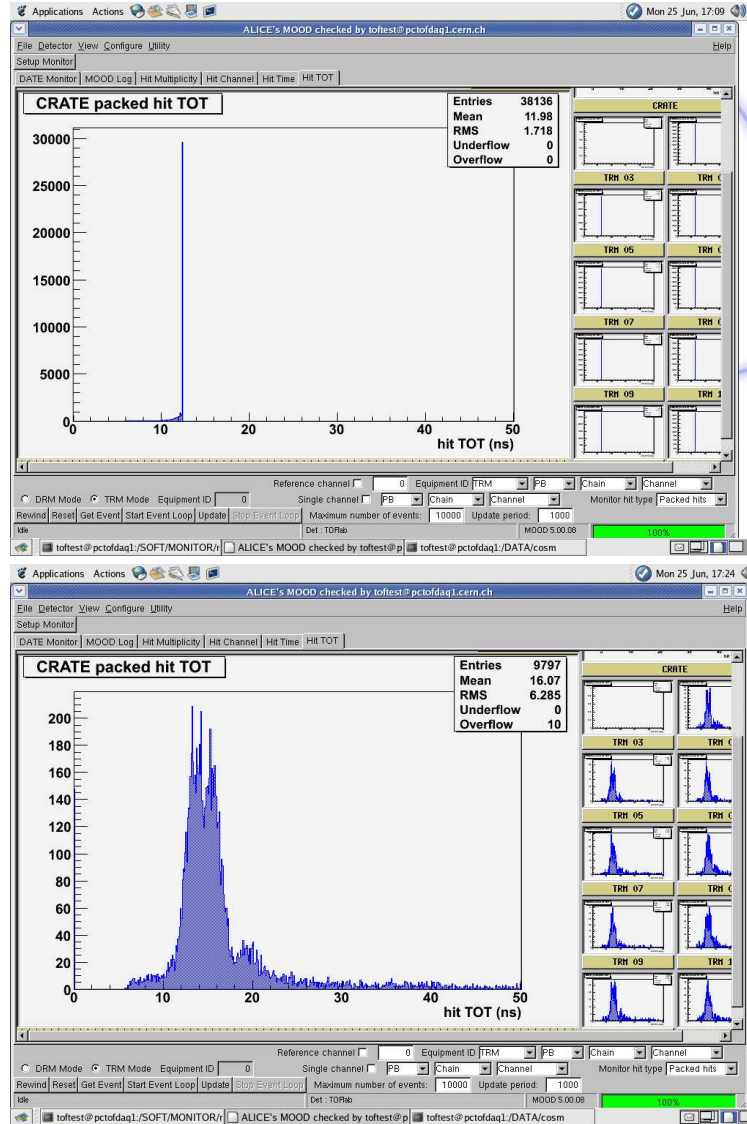 Applications Actions Mon 25 Jun, 17:09
ALICE's MOOD checked by toftest@pctofdaq1.cern.ch
File Detector View Configure Utility Help
Setup Monitor
DATE Monitor MOOD Log Hit Multiplicity Hit Channel Hit Time Hit TOT
CRATE packed hit TOT
Entries 38136
Mean 11.98
RMS 1.718
Underflow 0
Overflow 0
30000
25000
20000
15000
10000
5000
0
0 10 20 30 40 50
hit TOT (ns)
CRATE
TRM 03 TRM
TRM 05 TRM
TRM 07 TRM
TRM 09 TRM 1
Reference channel 0 Equipment ID TRM PB Chain Channel
DRM Mode TRM Mode Equipment ID 0 Single channel PB Chain Channel Monitor hit type Packed hits
Rewind Reset Get Event Start Event Loop Update Stop Event Loop Maximum number of events: 10000 Update period: 1000
Idle Det : TOFlab MOOD 5.00.08 100%
toftest@pctofdaq1:/SOFT/MONITOR/r ALICE's MOOD checked by toftest@p toftest@pctofdaq1:/DATA/cosm
Applications Actions Mon 25 Jun, 17:24
ALICE's MOOD checked by toftest@pctofdaq1.cern.ch
File Detector View Configure Utility Help
Setup Monitor
DATE Monitor MOOD Log Hit Multiplicity Hit Channel Hit Time Hit TOT
CRATE packed hit TOT
Entries 9797
Mean 16.07
RMS 6.285
Underflow 0
Overflow 10
200
180
160
140
120
100
80
60
40
20
0
0 10 20 30 40 50
hit TOT (ns)
CRATE
TRM 03 TRM
TRM 05 TRM
TRM 07 TRM
TRM 09 TRM 1
Reference channel 0 Equipment ID TRM PB Chain Channel
DRM Mode TRM Mode Equipment ID 0 Single channel PB Chain Channel Monitor hit type Packed hits
Rewind Reset Get Event Start Event Loop Update Stop Event Loop Maximum number of events: 10000 Update period: 1000
Idle Det : TOFlab MOOD 5.00.08 100%
toftest@pctofdaq1:/SOFT/MONITOR/r ALICE's MOOD checked by toftest@p toftest@pctofdaq1:/DATA/cosm